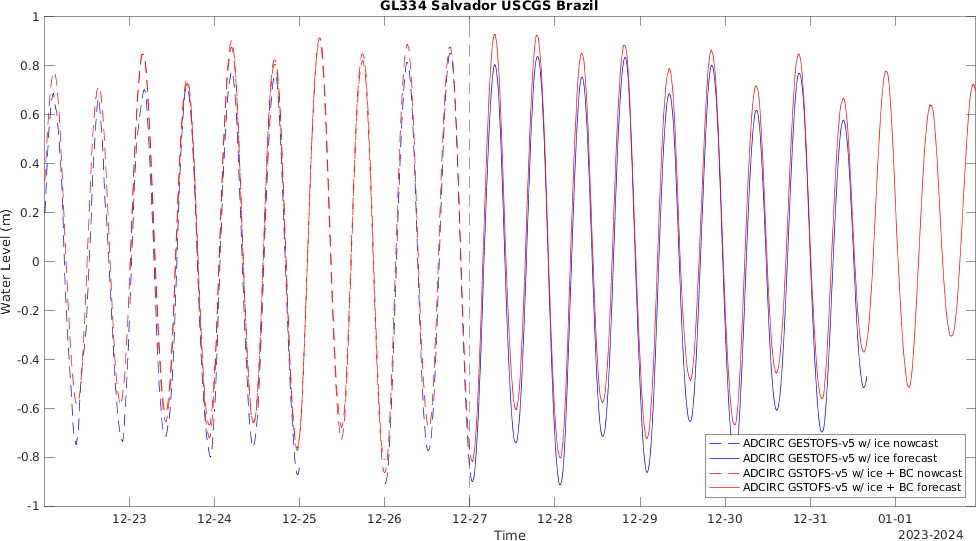 GL334 Salvador USCGS Brazil
1
0.8
0.6
0.4
0.2
0
-0.2
-0.4
-0.6
-0.8
-1
Water Level (m)
12-23 12-24 12-25 12-26 12-27 12-28 12-29 12-30 12-31 01-01
Time
2023-2024
ADCIRC GESTOFS-v5 w/ ice nowcast
ADCIRC GESTOFS-v5 w/ ice forecast
ADCIRC GSTOFS-v5 w/ ice + BC nowcast
ADCIRC GSTOFS-v5 w/ ice + BC forecast